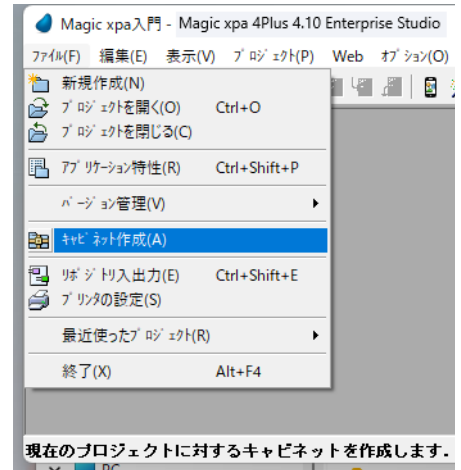 Magic xpa入門 - Magic xpa 4Plus 4.10 Enterprise Studio
ファイル(F) 編集(E) 表示(V) プロジェクト(P) Web オプション(O)
新規作成(N)
プロジェクトを開く(O) Ctrl+O
プロジェクトを閉じる(C)
アプリケーション特性(R) Ctrl+Shift+P
バージョン管理(V)
キャビネット作成(A)
リポジトリ入出力(E) Ctrl+Shift+E
プリンタの設定(S)
最近使ったプロジェクト(R)
終了(X) Alt+F4
現在のプロジェクトに対するキャビネットを作成します.